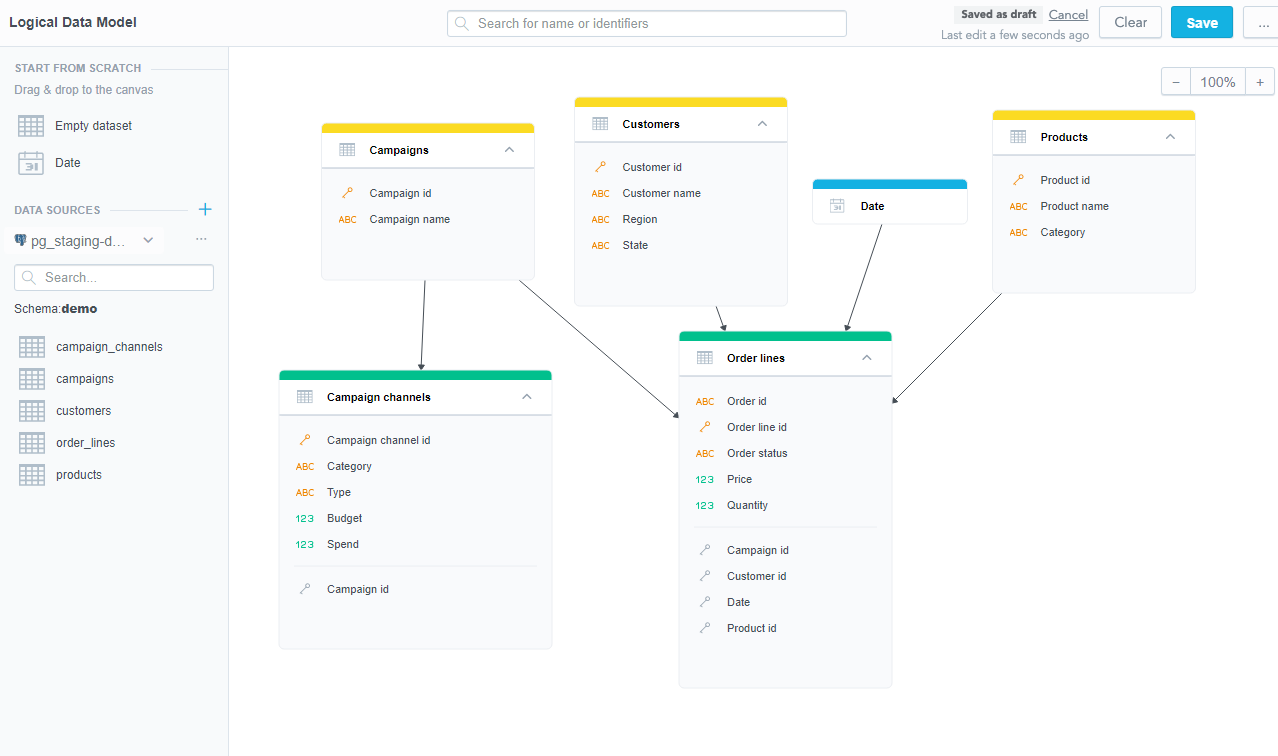 Logical Data Model
Search for name or identifiers
Saved as draft
Cancel
Last edit a few seconds ago
Clear
Save
...
START FROM SCRATCH
Drag & drop to the canvas
Empty dataset
31
Date
DATA SOURCES
+
pg_staging-d...
...
Search...
Schema:demo
campaign_channels
campaigns
customers
order_lines
products
− 100% +
Campaigns
Campaign id
ABC Campaign name
Customers
Customer id
ABC Customer name
ABC Region
ABC State
31 Date
Products
Product id
ABC Product name
ABC Category
Campaign channels
Campaign channel id
ABC Category
ABC Type
123 Budget
123 Spend
Campaign id
Order lines
ABC Order id
Order line id
ABC Order status
123 Price
123 Quantity
Campaign id
Customer id
Date
Product id